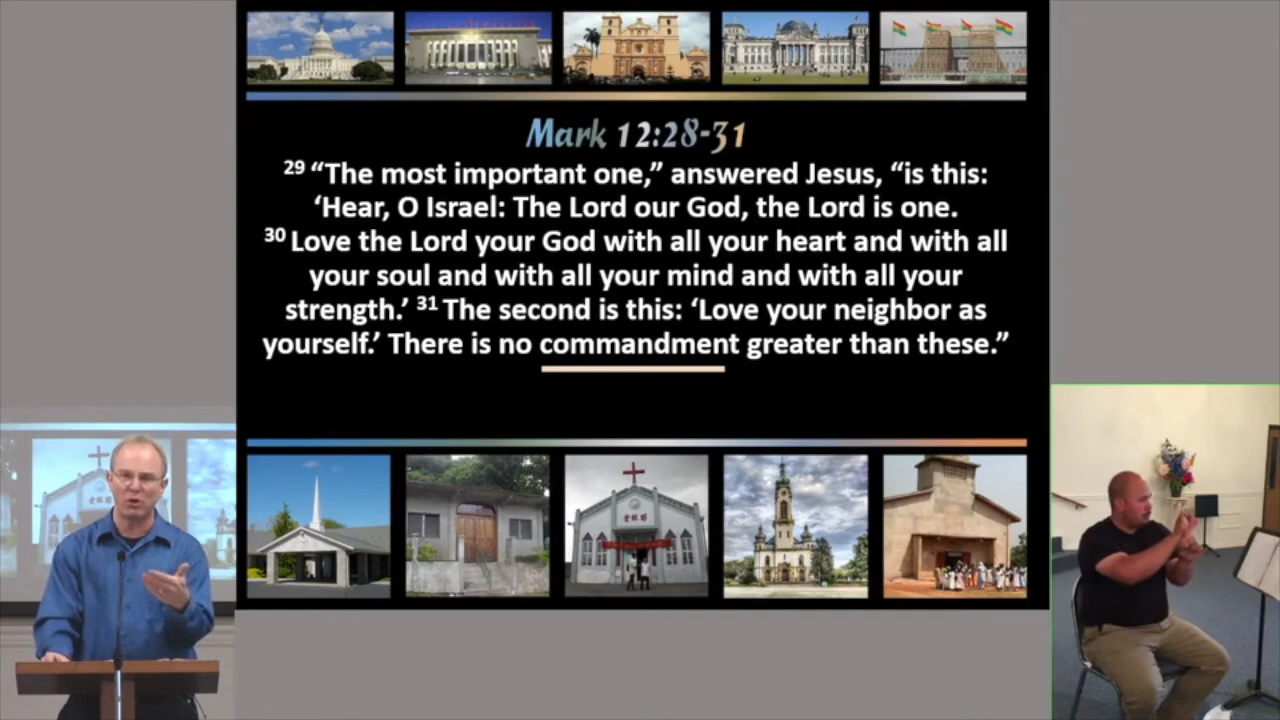 Mark 12:28-31
29 “The most important one,” answered Jesus, “is this:
‘Hear, O Israel: The Lord our God, the Lord is one.
30 Love the Lord your God with all your heart and with all
your soul and with all your mind and with all your
strength.’ 31 The second is this: ‘Love your neighbor as
yourself.’ There is no commandment greater than these.”